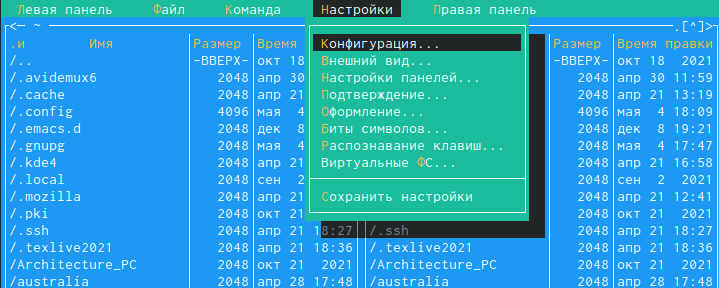 Левая панель Файл Команда Настройки Правая панель
<─ ~ .[^]>
.и Имя Размер Время Размер Время правки
/.. -ВВЕРХ- окт 18 Конфигурация... -ВВЕРХ- окт 18 2021
/.avidemux6 2048 апр 30 Внешний вид... 2048 апр 30 11:59
/.cache 2048 апр 21 Настройки панелей... 2048 апр 21 13:19
/.config 4096 мая 4 Подтверждение... 4096 мая 4 18:09
/.emacs.d 2048 дек 8 Оформление... 2048 дек 8 19:21
/.gnupg 2048 мая 4 Биты символов... 2048 мая 4 17:47
/.kde4 2048 апр 21 Распознавание клавиш... 2048 апр 21 16:58
/.local 2048 сен 2 Виртуальные ФС... 2048 сен 2 2021
/.mozilla 2048 апр 21 2048 апр 21 12:41
/.pki 2048 окт 21 Сохранить настройки 2048 окт 21 2021
/.ssh 2048 апр 21 18:27 /.ssh 2048 апр 21 18:27
/.texlive2021 2048 апр 21 18:36 /.texlive2021 2048 апр 21 18:36
/Architecture_PC 2048 окт 21 2021 /Architecture_PC 2048 окт 21 2021
/australia 2048 апр 28 17:48 /australia 2048 апр 28 17:48